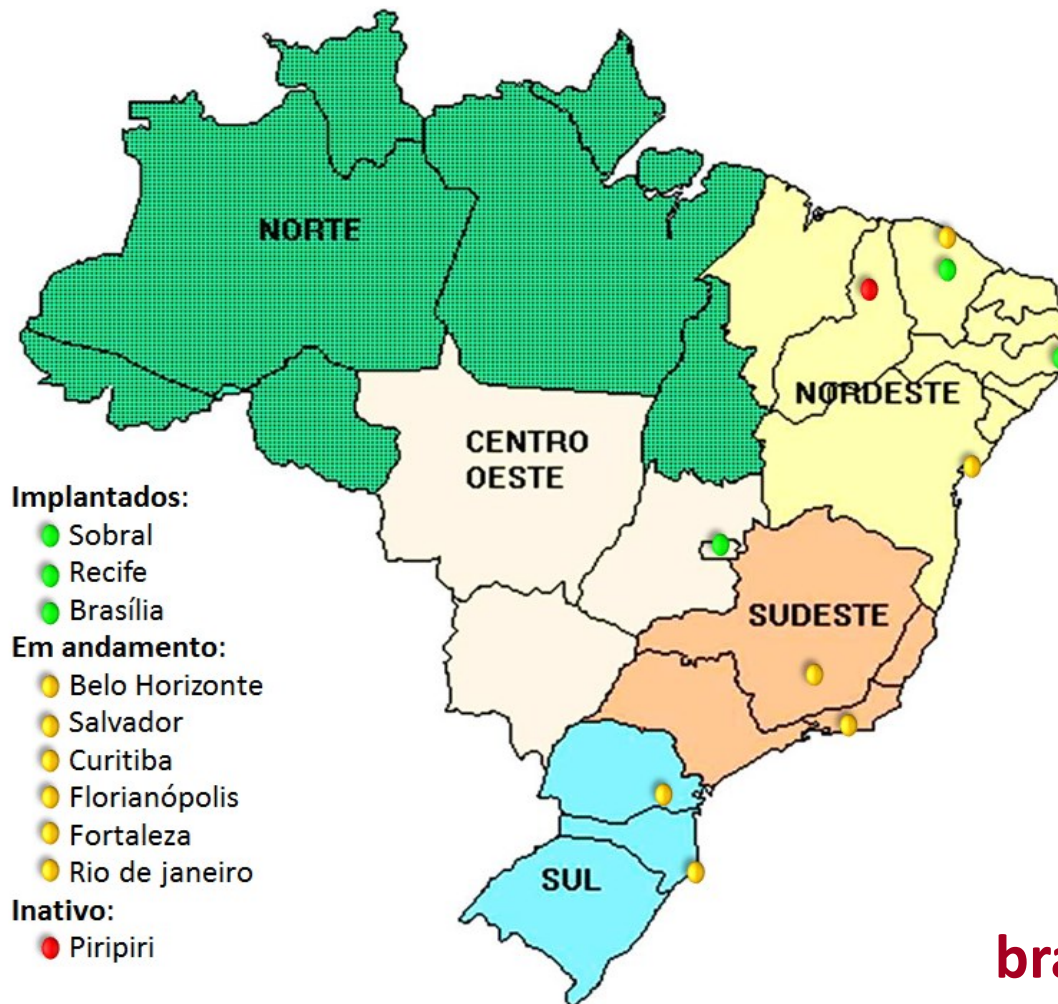 NORTE
NORDESTE
CENTRO
OESTE
Implantados:
Sobral
Recife
Brasília
SUDESTE
Em andamento:
Belo Horizonte
Salvador
Curitiba
Florianópolis
Fortaleza
Rio de janeiro
SUL
Inativo:
Piripiri
bra